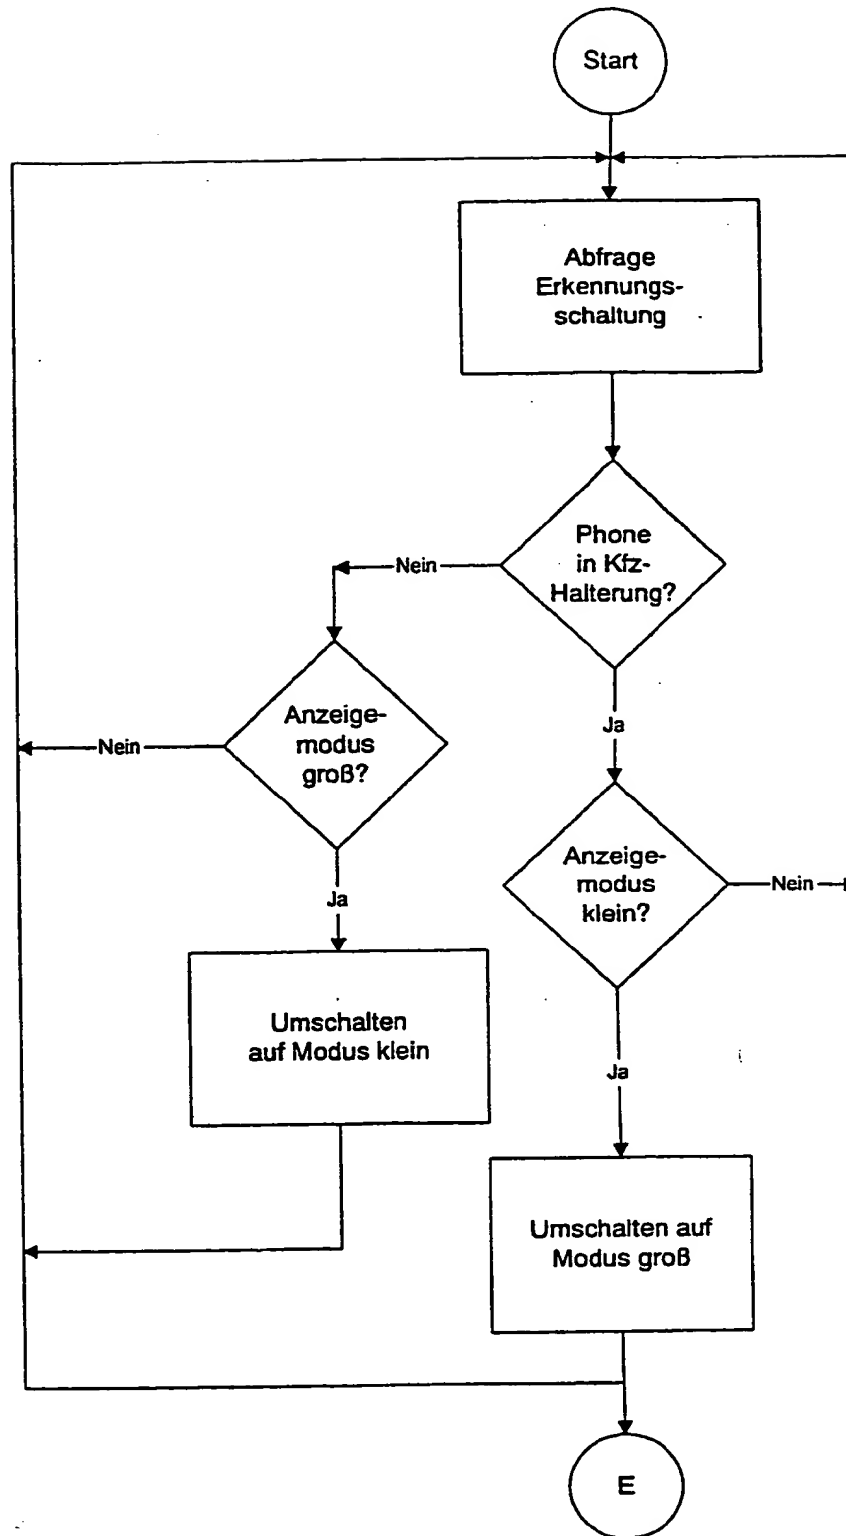 Start
Abfrage
Erkennungs-
schaltung
Phone
in Kfz-
Halterung?
Nein
Ja
Anzeige-
modus
groß?
Nein
Ja
Anzeige-
modus
klein?
Nein
Ja
Umschalten
auf Modus klein
Umschalten auf
Modus groß
E